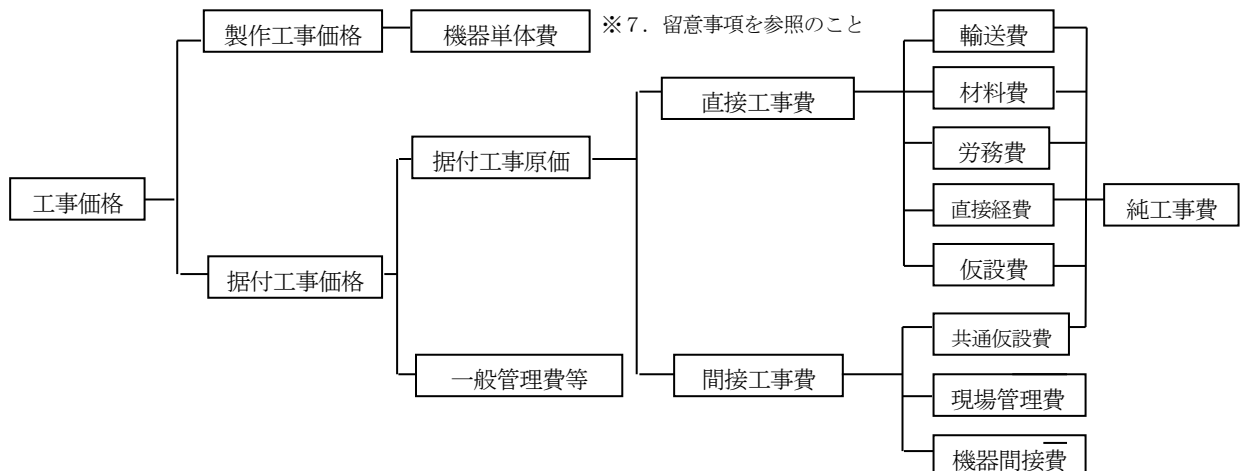 製作工事価格
機器単体費
※7．留意事項を参照のこと
輸送費
直接工事費
材料費
据付工事原価
労務費
工事価格
直接経費
純工事費
据付工事価格
仮設費
共通仮設費
一般管理費等
間接工事費
現場管理費
機器間接費